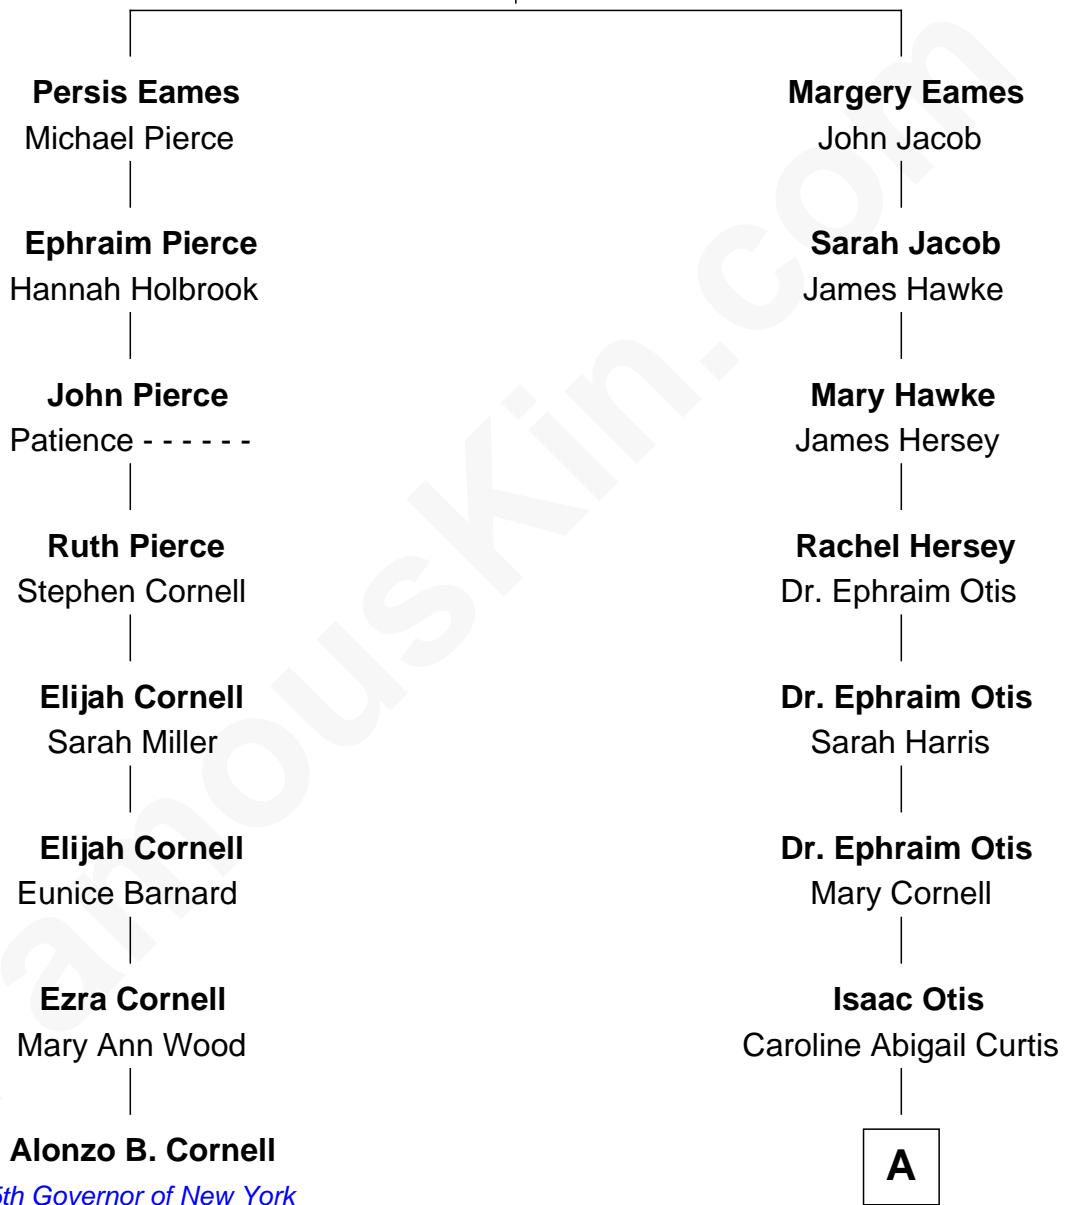 Persis Eames
Michael Pierce
Margery Eames
John Jacob
Ephraim Pierce
Hannah Holbrook
Sarah Jacob
James Hawke
John Pierce
Patience - - - - - -
Mary Hawke
James Hersey
Ruth Pierce
Stephen Cornell
Rachel Hersey
Dr. Ephraim Otis
Elijah Cornell
Sarah Miller
Dr. Ephraim Otis
Sarah Harris
Elijah Cornell
Eunice Barnard
Dr. Ephraim Otis
Mary Cornell
Ezra Cornell
Mary Ann Wood
Isaac Otis
Caroline Abigail Curtis
Alonzo B. Cornell
5th Governor of New York
A
amouskin.com